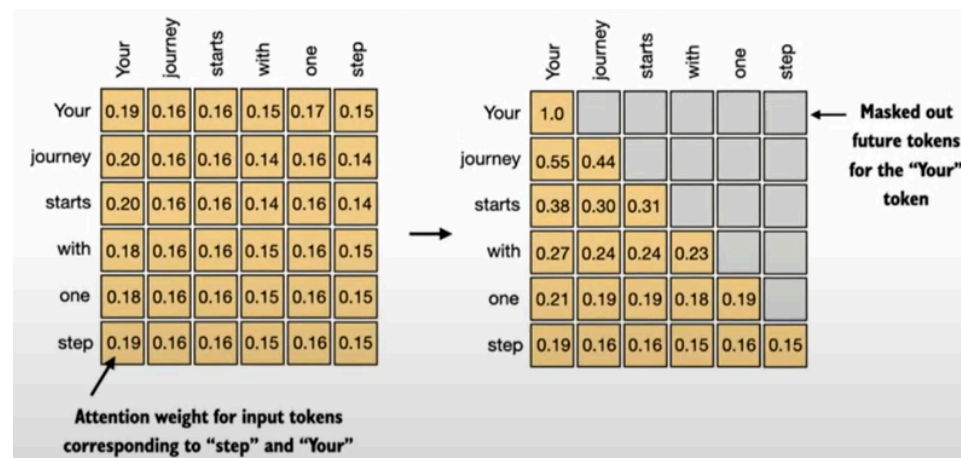 Your journey starts with one step
Your 0.19 0.16 0.16 0.15 0.17 0.15
journey 0.20 0.16 0.16 0.14 0.16 0.14
starts 0.20 0.16 0.16 0.14 0.16 0.14
with 0.18 0.16 0.16 0.15 0.16 0.15
one 0.18 0.16 0.16 0.15 0.16 0.15
step 0.19 0.16 0.16 0.15 0.16 0.15
Attention weight for input tokens
corresponding to “step” and “Your”
Your journey starts with one step
Your 1.0
journey 0.55 0.44
starts 0.38 0.30 0.31
with 0.27 0.24 0.24 0.23
one 0.21 0.19 0.19 0.18 0.19
step 0.19 0.16 0.16 0.15 0.16 0.15
Masked out
future tokens
for the “Your”
token